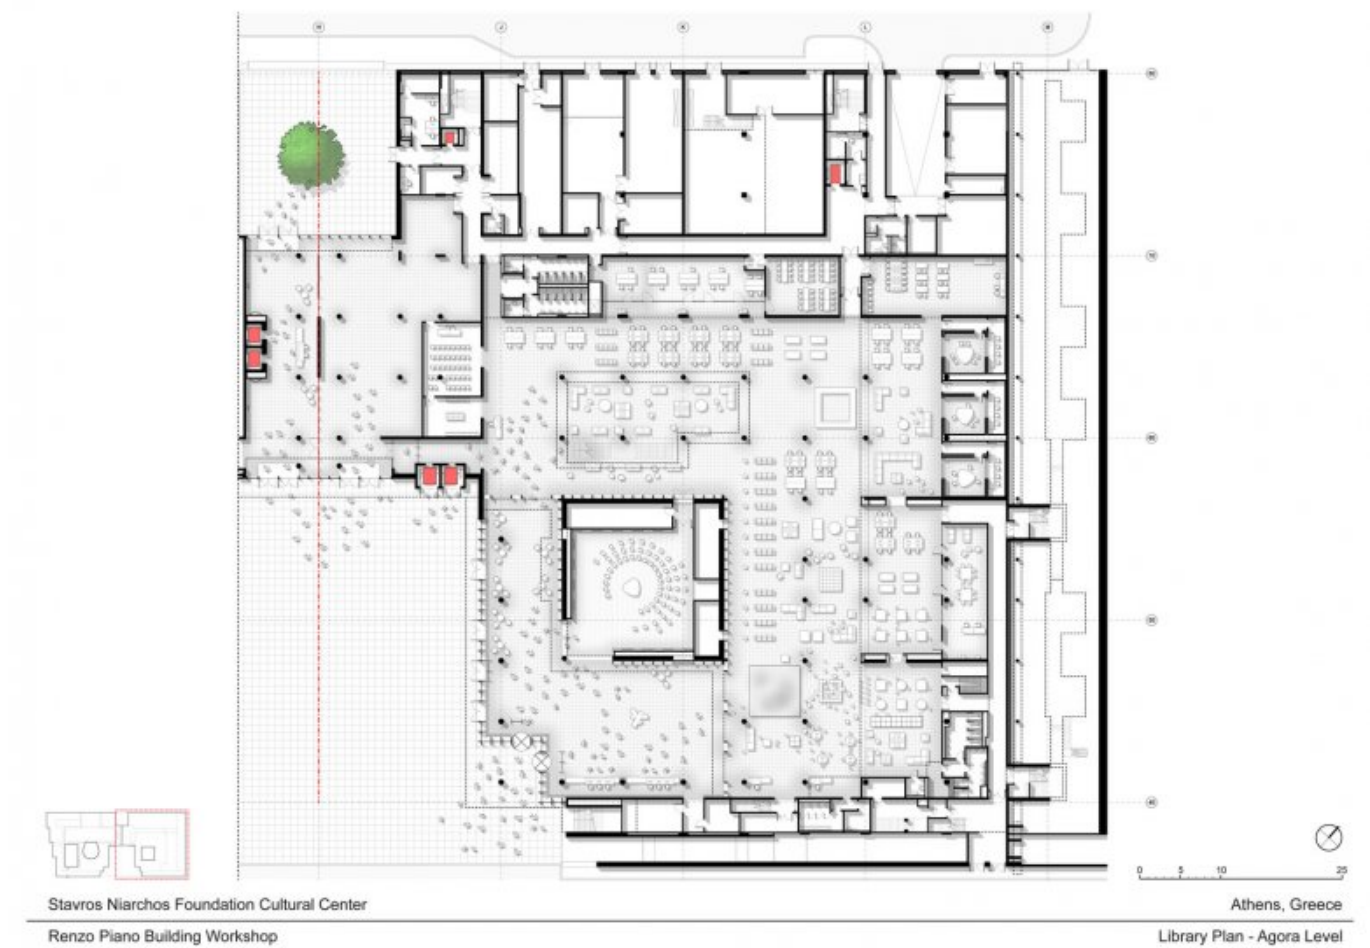 H J K L M
0 5 10 25
Stavros Niarchos Foundation Cultural Center
Athens, Greece
Renzo Piano Building Workshop
Library Plan - Agora Level